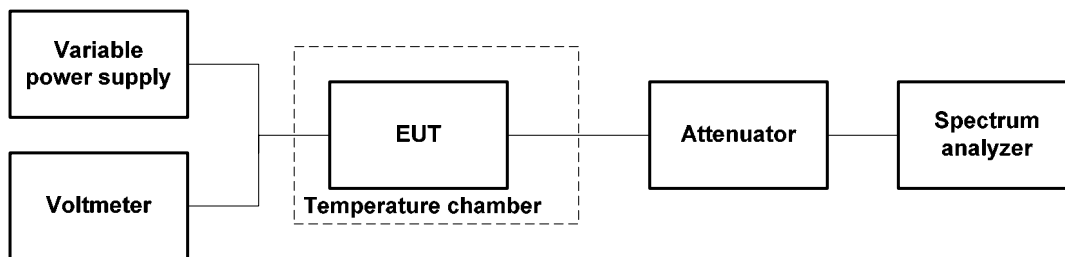 Variable
power supply
Voltmeter
EUT
Temperature chamber
Attenuator
Spectrum
analyzer